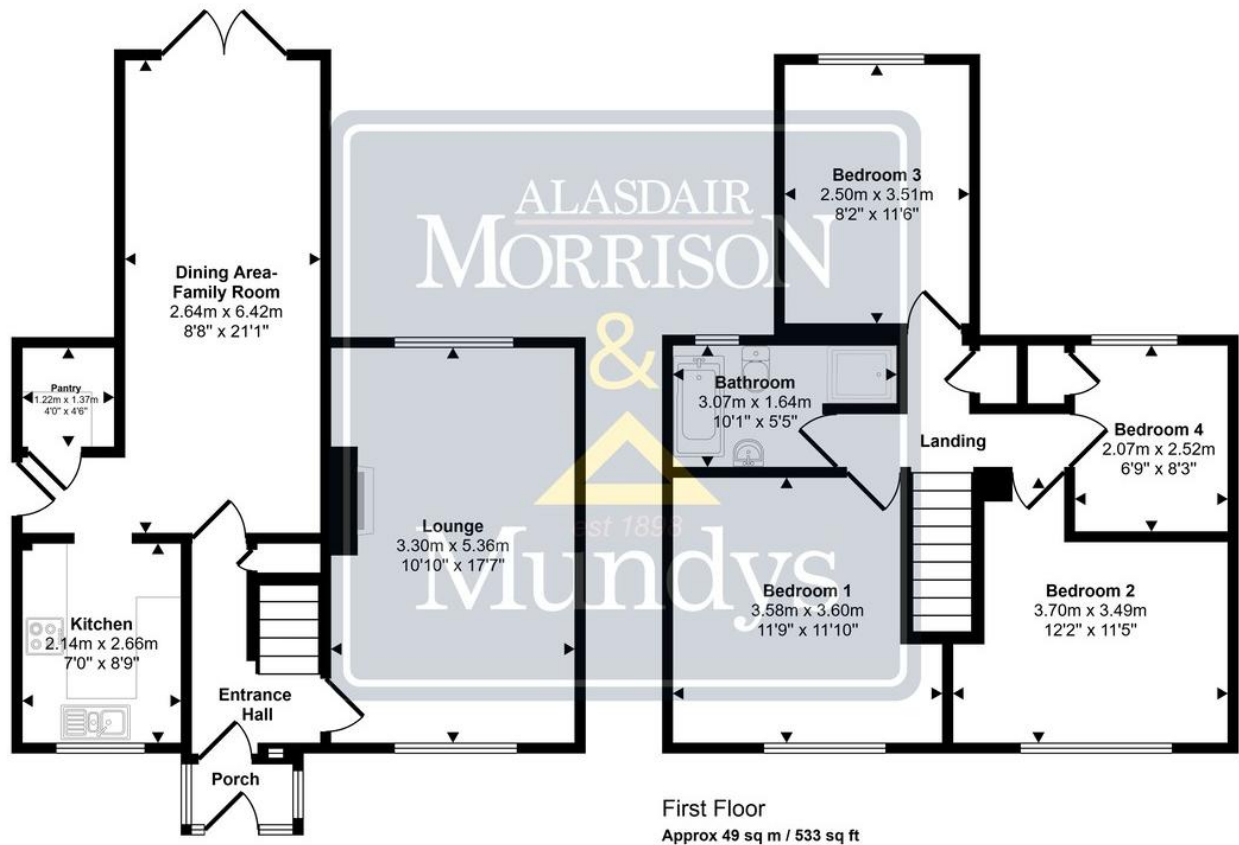 Dining Area-
Family Room
2.64m x 6.42m
8'8" x 21'1"
Pantry
1.22m x 1.37m
4'0" x 4'6"
Kitchen
2.14m x 2.66m
7'0" x 8'9"
Entrance
Hall
Porch
Lounge
3.30m x 5.36m
10'10" x 17'7"
ALASDAIR
MORRISON
&
est 1898
Mundys
Bedroom 3
2.50m x 3.51m
8'2" x 11'6"
Bathroom
3.07m x 1.64m
10'1" x 5'5"
Landing
Bedroom 4
2.07m x 2.52m
6'9" x 8'3"
Bedroom 1
3.58m x 3.60m
11'9" x 11'10"
Bedroom 2
3.70m x 3.49m
12'2" x 11'5"
First Floor
Approx 49 sq m / 533 sq ft